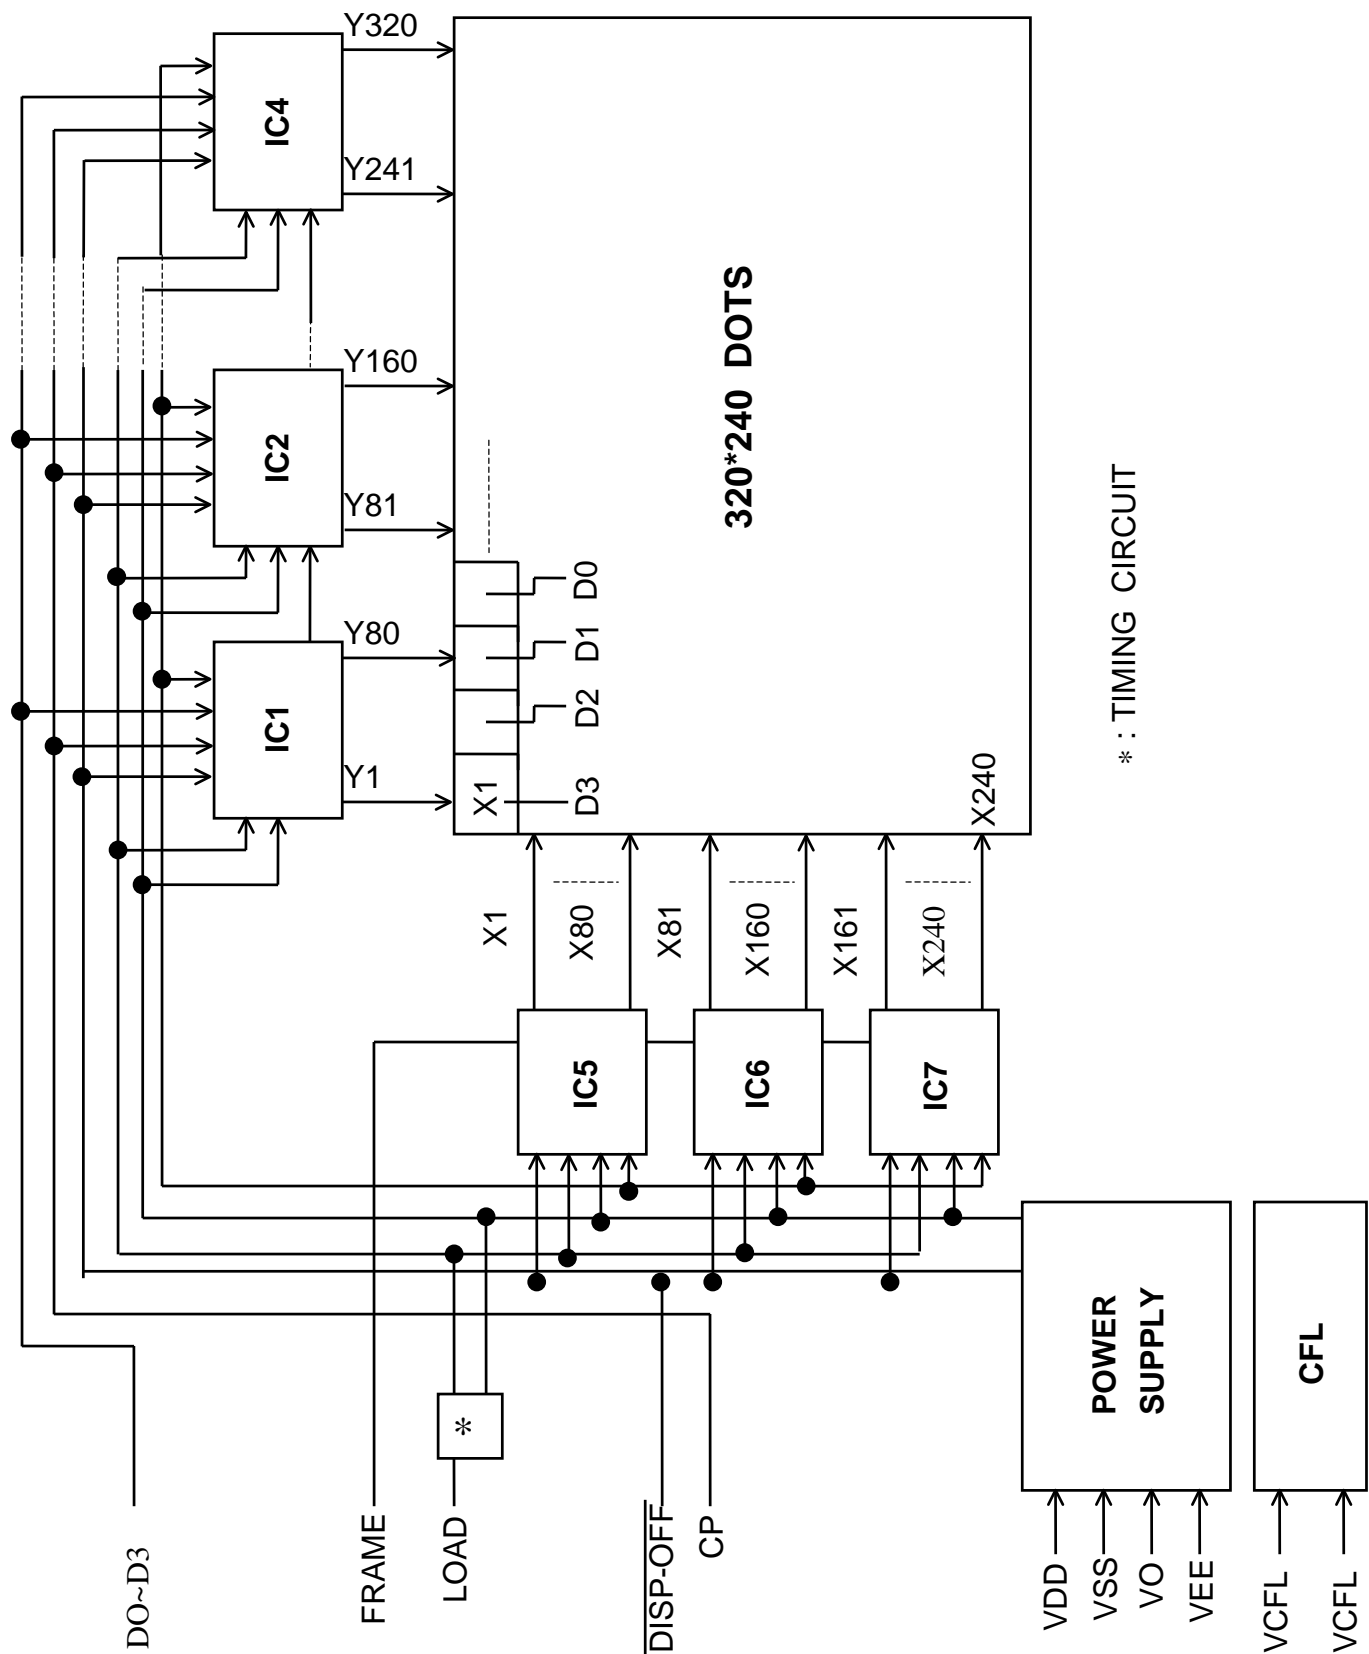 DO~D3
FRAME
LOAD
DISP-OFF
CP
VDD
VSS
VO
VEE
VCFL
VCFL
*
POWER
SUPPLY
CFL
IC5
IC6
IC7
X1
X80
X81
X160
X161
X240
IC1
IC2
IC4
Y1
Y80
Y81
Y160
Y241
Y320
X1
D3
D2
D1
D0
X240
320*240 DOTS
* : TIMING CIRCUIT